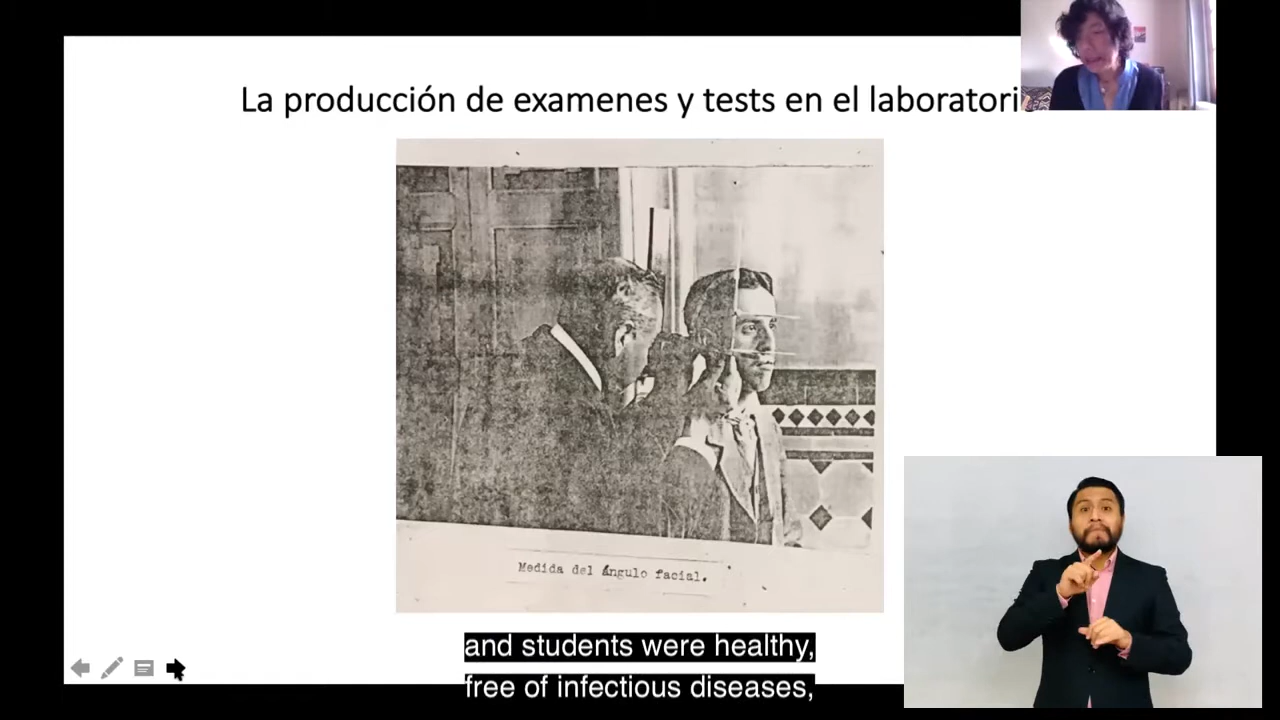 La producción de examenes y tests en el laboratorio
Medida del ángulo facial.
and students were healthy,
free of infectious diseases,